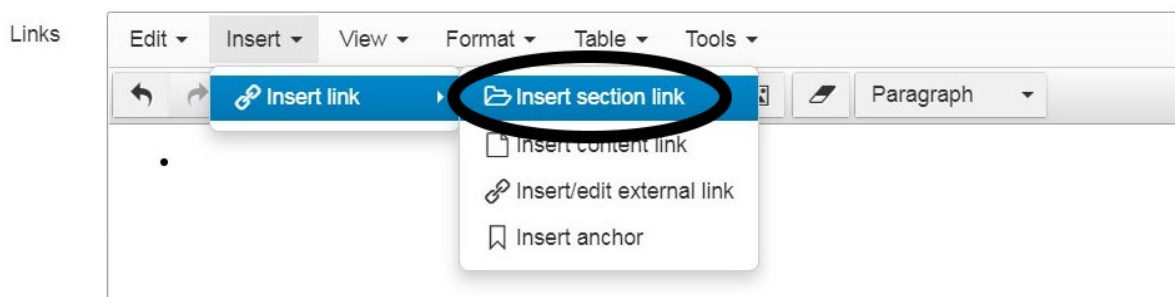 Links
Edit Insert View Format Table Tools
Insert link Insert section link Paragraph
Insert content link
Insert/edit external link
Insert anchor